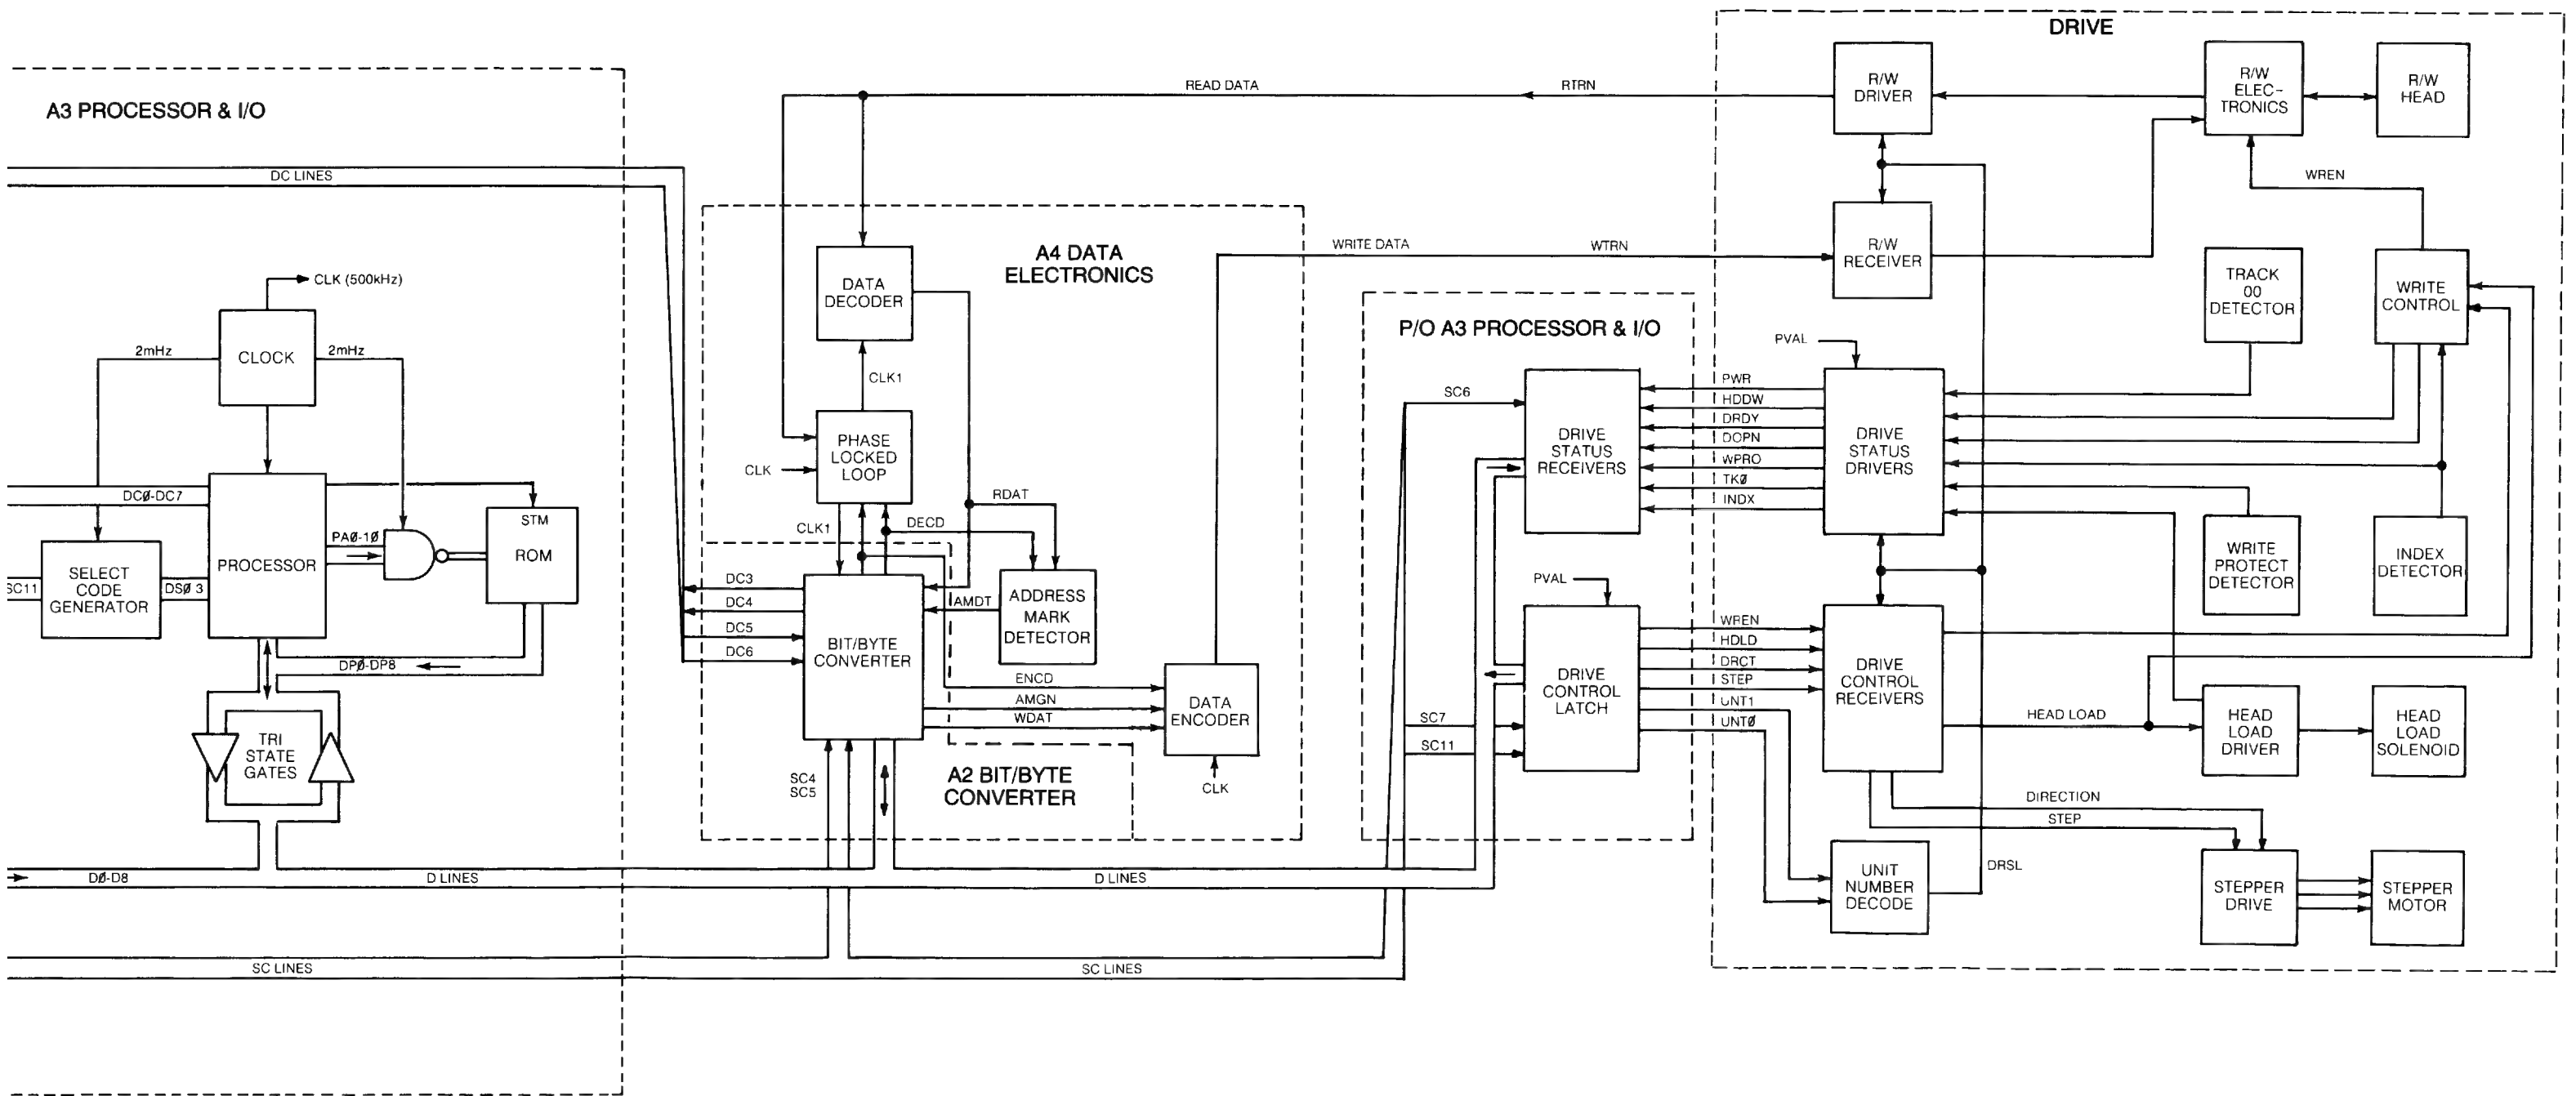 A3 PROCESSOR & I/O
DC LINES
CLK (500kHz)
CLOCK
2mHz
2mHz
DCØ-DC7
SELECT
CODE
GENERATOR
SC11
DSØ 3
PROCESSOR
PAØ-1Ø
STM
ROM
DPØ-DP8
TRI
STATE
GATES
DØ-D8
D LINES
SC LINES
READ DATA
RTRN
A4 DATA
ELECTRONICS
DATA
DECODER
CLK1
PHASE
LOCKED
LOOP
CLK
CLK1
DECD
RDAT
DC3
DC4
DC5
DC6
BIT/BYTE
CONVERTER
AMDT
ADDRESS
MARK
DETECTOR
ENCD
AMGN
WDAT
DATA
ENCODER
CLK
SC4
SC5
A2 BIT/BYTE
CONVERTER
D LINES
SC LINES
WRITE DATA
WTRN
P/O A3 PROCESSOR & I/O
SC6
DRIVE
STATUS
RECEIVERS
PVAL
DRIVE
CONTROL
LATCH
SC7
SC11
DRIVE
R/W
DRIVER
R/W
ELEC-
TRONICS
R/W
HEAD
WREN
R/W
RECEIVER
TRACK
00
DETECTOR
WRITE
CONTROL
PVAL
PWR
HDDW
DRDY
DOPN
WPRO
TKØ
INDX
DRIVE
STATUS
DRIVERS
WRITE
PROTECT
DETECTOR
INDEX
DETECTOR
WREN
HDLD
DRCT
STEP
UNT1
UNTØ
DRIVE
CONTROL
RECEIVERS
HEAD LOAD
HEAD
LOAD
DRIVER
HEAD
LOAD
SOLENOID
DIRECTION
STEP
UNIT
NUMBER
DECODE
DRSL
STEPPER
DRIVE
STEPPER
MOTOR